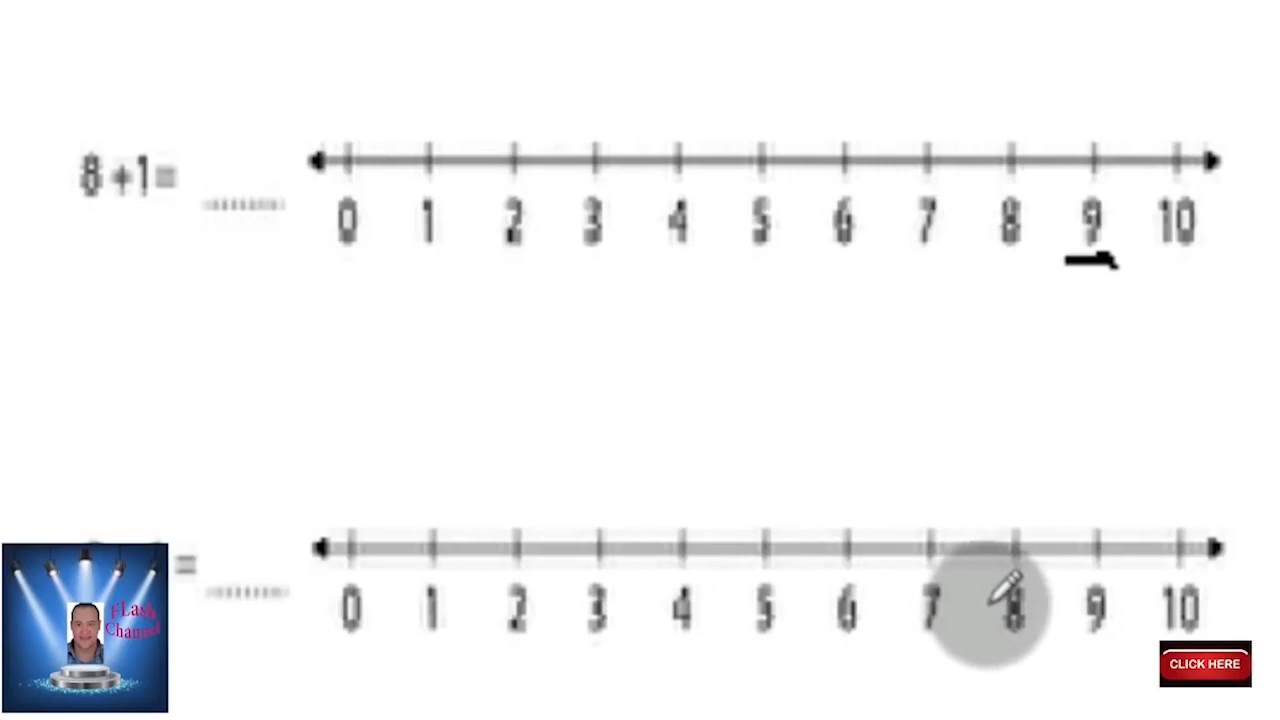 8 + 1 =
0 1 2 3 4 5 6 7 8 9 10
=
0 1 2 3 4 5 6 7 8 9 10
FLash
Channel
CLICK HERE